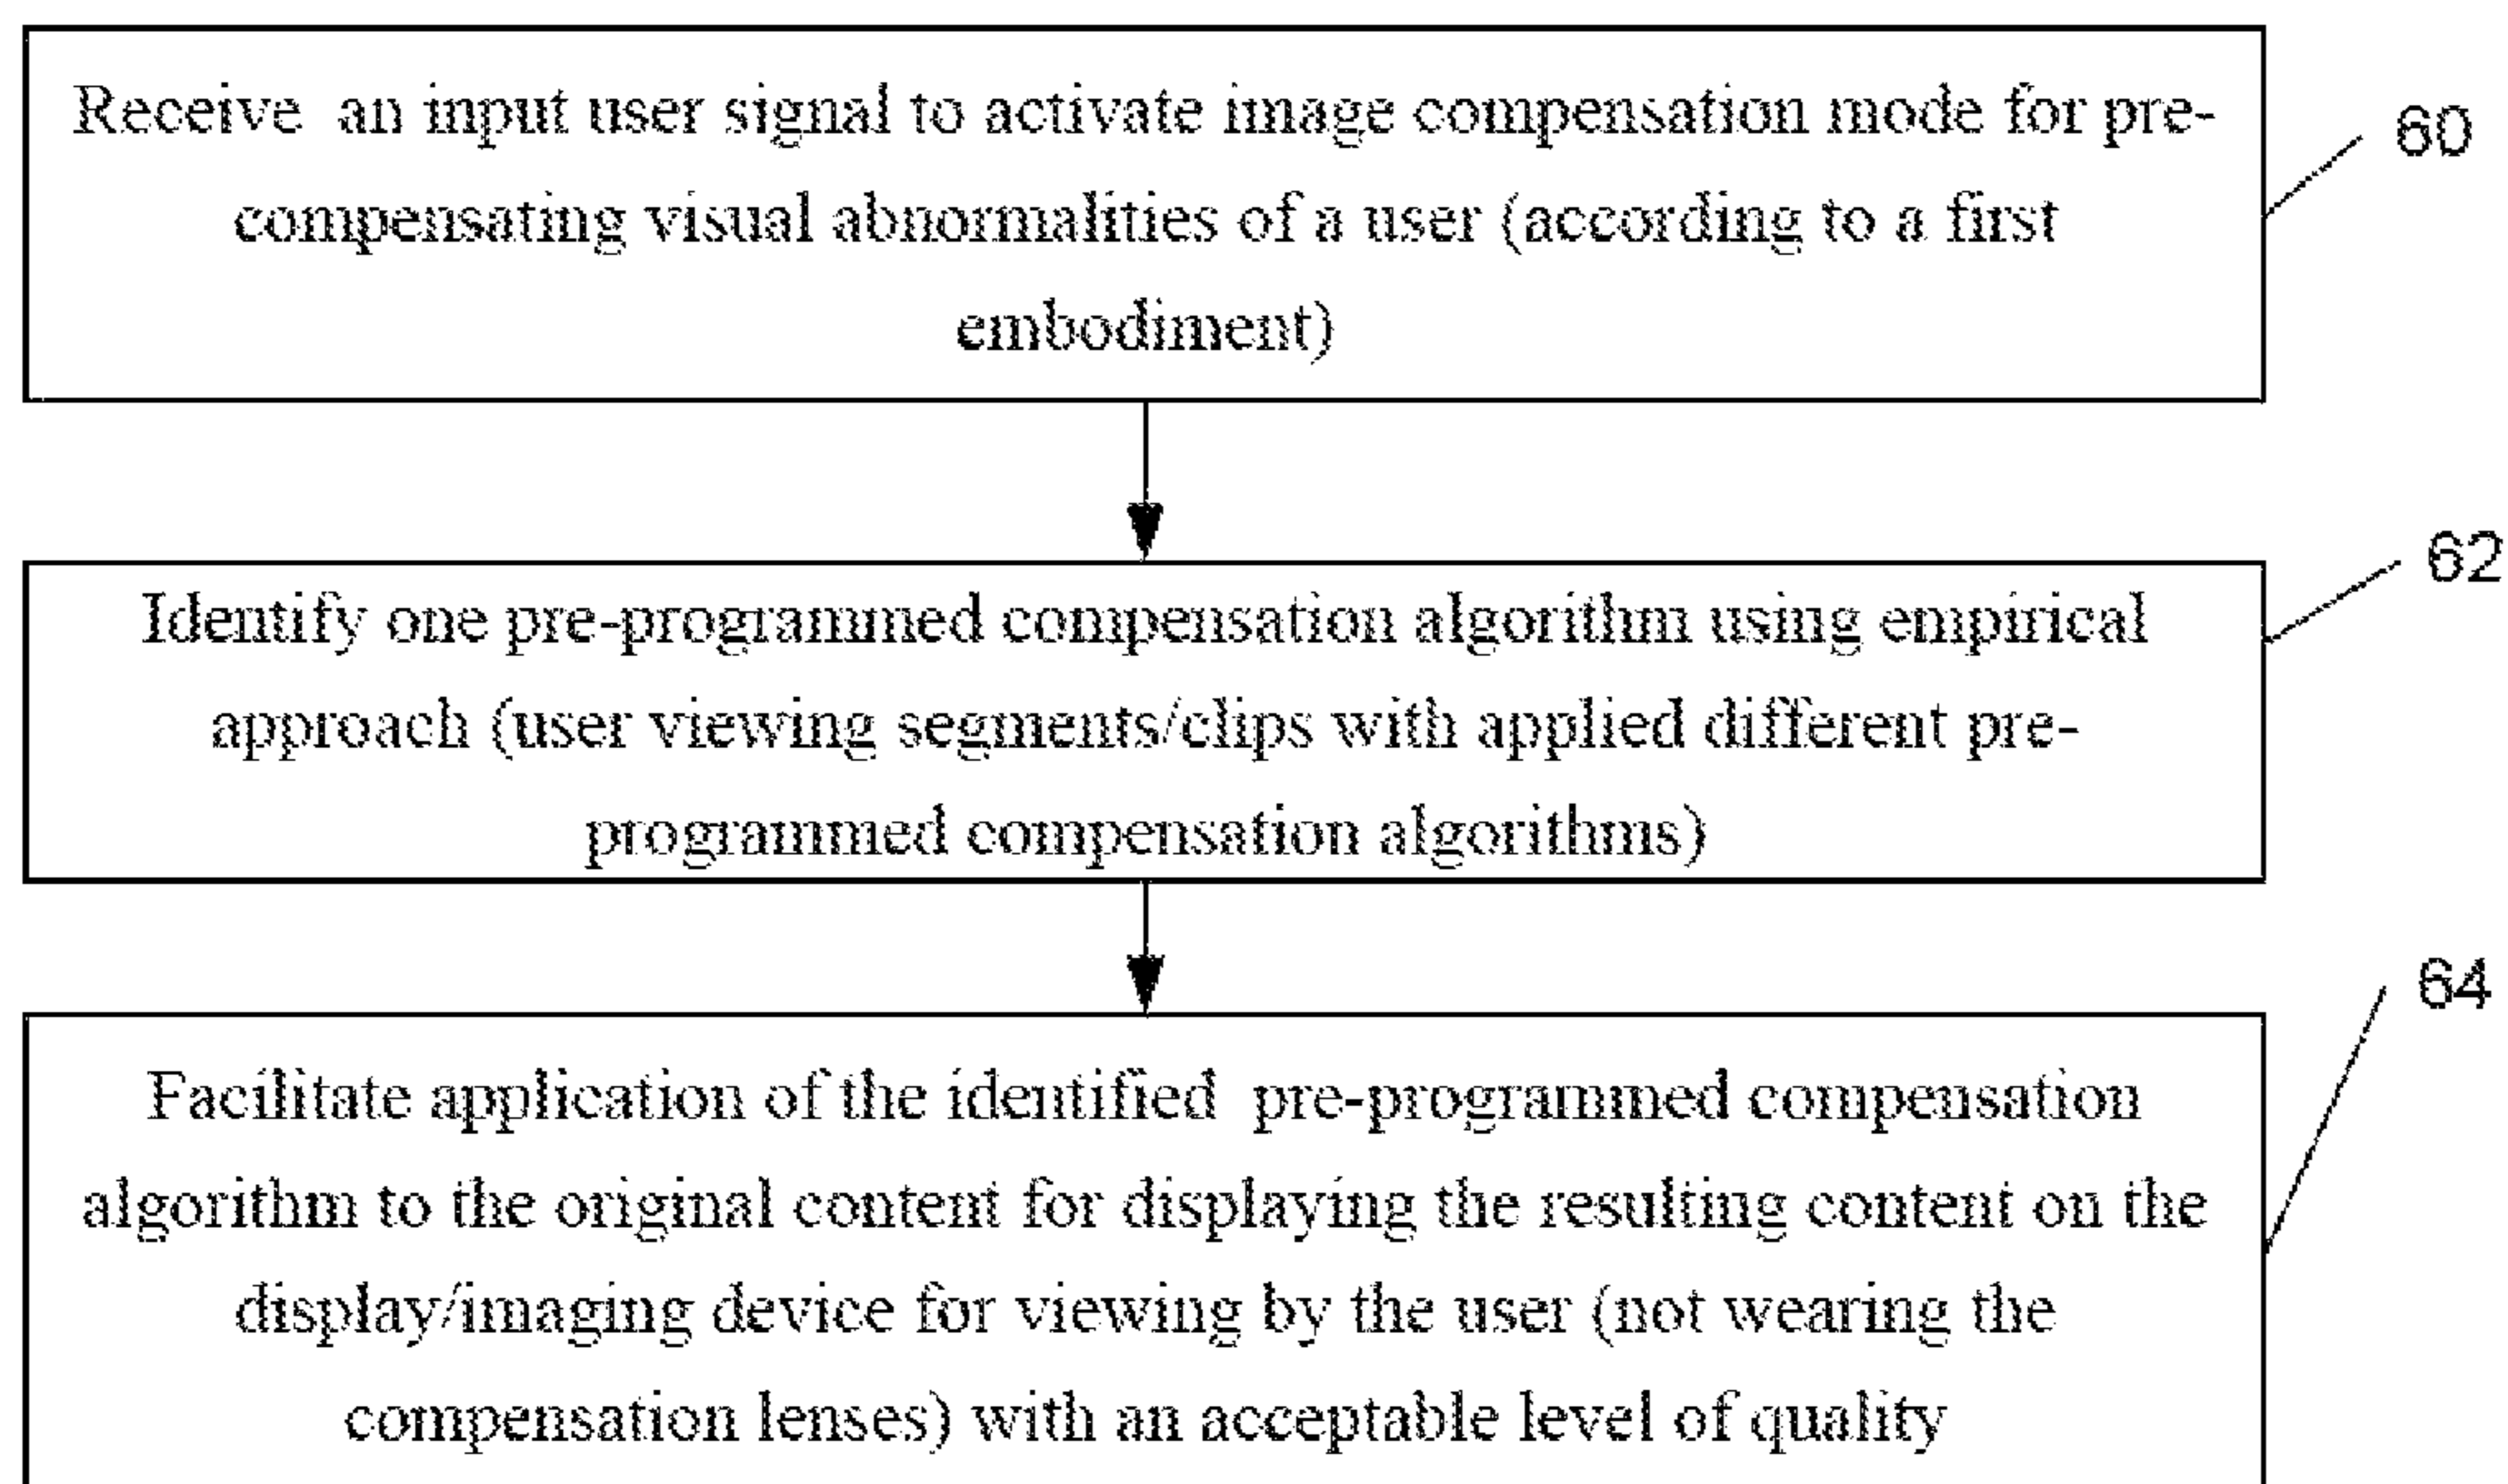 Receive an input user signal to activate image compensation mode for pre-
compensating visual abnormalities of a user (according to a first
embodiment)
60
Identify one pre-programmed compensation algorithm using empirical
approach (user viewing segments/clips with applied different pre-
programmed compensation algorithms)
62
Facilitate application of the identified pre-programmed compensation
algorithm to the original content for displaying the resulting content on the
display/imaging device for viewing by the user (not wearing the
compensation lenses) with an acceptable level of quality
64